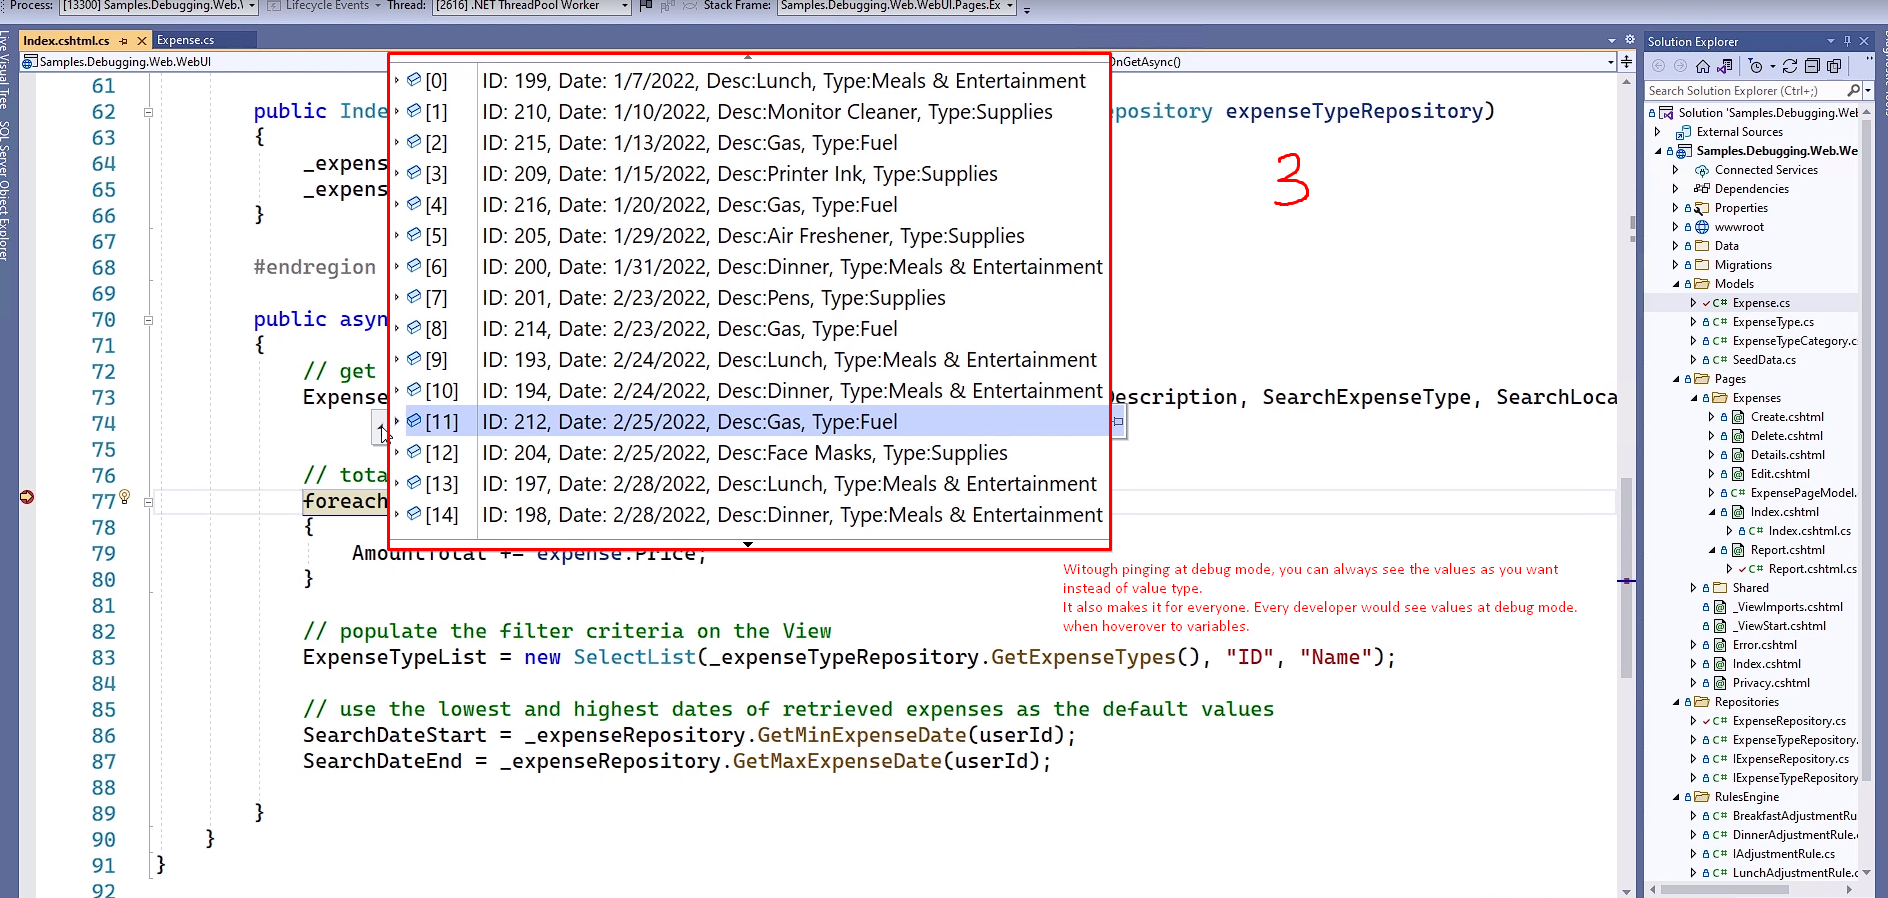 Process: [13300] Samples.Debugging.Web.\ Lifecycle Events Thread: [2616] .NET ThreadPool Worker Stack Frame: Samples.Debugging.Web.WebUI.Pages.Ex
Live Visual Tree
SQL Server Object Explorer
Index.cshtml.cs Expense.cs
Samples.Debugging.Web.WebUI OnGetAsync()
61
62 public Inde pository expenseTypeRepository)
63 {
64 _expens
65 _expens
66 }
67
68 #endregion
69
70 public asyn
71 {
72 // get
73 Expense escription, SearchExpenseType, SearchLoca
74
75
76 // tota
77 foreach
78 {
79 AmountTotal += expense.Price;
80 }
81
82 // populate the filter criteria on the View
83 ExpenseTypeList = new SelectList(_expenseTypeRepository.GetExpenseTypes(), "ID", "Name");
84
85 // use the lowest and highest dates of retrieved expenses as the default values
86 SearchDateStart = _expenseRepository.GetMinExpenseDate(userId);
87 SearchDateEnd = _expenseRepository.GetMaxExpenseDate(userId);
88
89 }
90 }
91 }
92
[0] ID: 199, Date: 1/7/2022, Desc:Lunch, Type:Meals & Entertainment
[1] ID: 210, Date: 1/10/2022, Desc:Monitor Cleaner, Type:Supplies
[2] ID: 215, Date: 1/13/2022, Desc:Gas, Type:Fuel
[3] ID: 209, Date: 1/15/2022, Desc:Printer Ink, Type:Supplies
[4] ID: 216, Date: 1/20/2022, Desc:Gas, Type:Fuel
[5] ID: 205, Date: 1/29/2022, Desc:Air Freshener, Type:Supplies
[6] ID: 200, Date: 1/31/2022, Desc:Dinner, Type:Meals & Entertainment
[7] ID: 201, Date: 2/23/2022, Desc:Pens, Type:Supplies
[8] ID: 214, Date: 2/23/2022, Desc:Gas, Type:Fuel
[9] ID: 193, Date: 2/24/2022, Desc:Lunch, Type:Meals & Entertainment
[10] ID: 194, Date: 2/24/2022, Desc:Dinner, Type:Meals & Entertainment
[11] ID: 212, Date: 2/25/2022, Desc:Gas, Type:Fuel
[12] ID: 204, Date: 2/25/2022, Desc:Face Masks, Type:Supplies
[13] ID: 197, Date: 2/28/2022, Desc:Lunch, Type:Meals & Entertainment
[14] ID: 198, Date: 2/28/2022, Desc:Dinner, Type:Meals & Entertainment
3
Witough pinging at debug mode, you can always see the values as you want
instead of value type.
It also makes it for everyone. Every developer would see values at debug mode.
when hoverover to variables.
Solution Explorer
Search Solution Explorer (Ctrl+;)
Solution 'Samples.Debugging.Wel
External Sources
Samples.Debugging.Web.We
Connected Services
Dependencies
Properties
wwwroot
Data
Migrations
Models
C# Expense.cs
C# ExpenseType.cs
C# ExpenseTypeCategory.c
C# SeedData.cs
Pages
Expenses
Create.cshtml
Delete.cshtml
Details.cshtml
Edit.cshtml
C# ExpensePageModel.
Index.cshtml
C# Index.cshtml.cs
Report.cshtml
C# Report.cshtml.cs
Shared
_ViewImports.cshtml
_ViewStart.cshtml
Error.cshtml
Index.cshtml
Privacy.cshtml
Repositories
C# ExpenseRepository.cs
C# ExpenseTypeRepository.
C# IExpenseRepository.cs
C# IExpenseTypeRepository
RulesEngine
C# BreakfastAdjustmentRu
C# DinnerAdjustmentRule.
C# IAdjustmentRule.cs
C# LunchAdjustmentRule.c